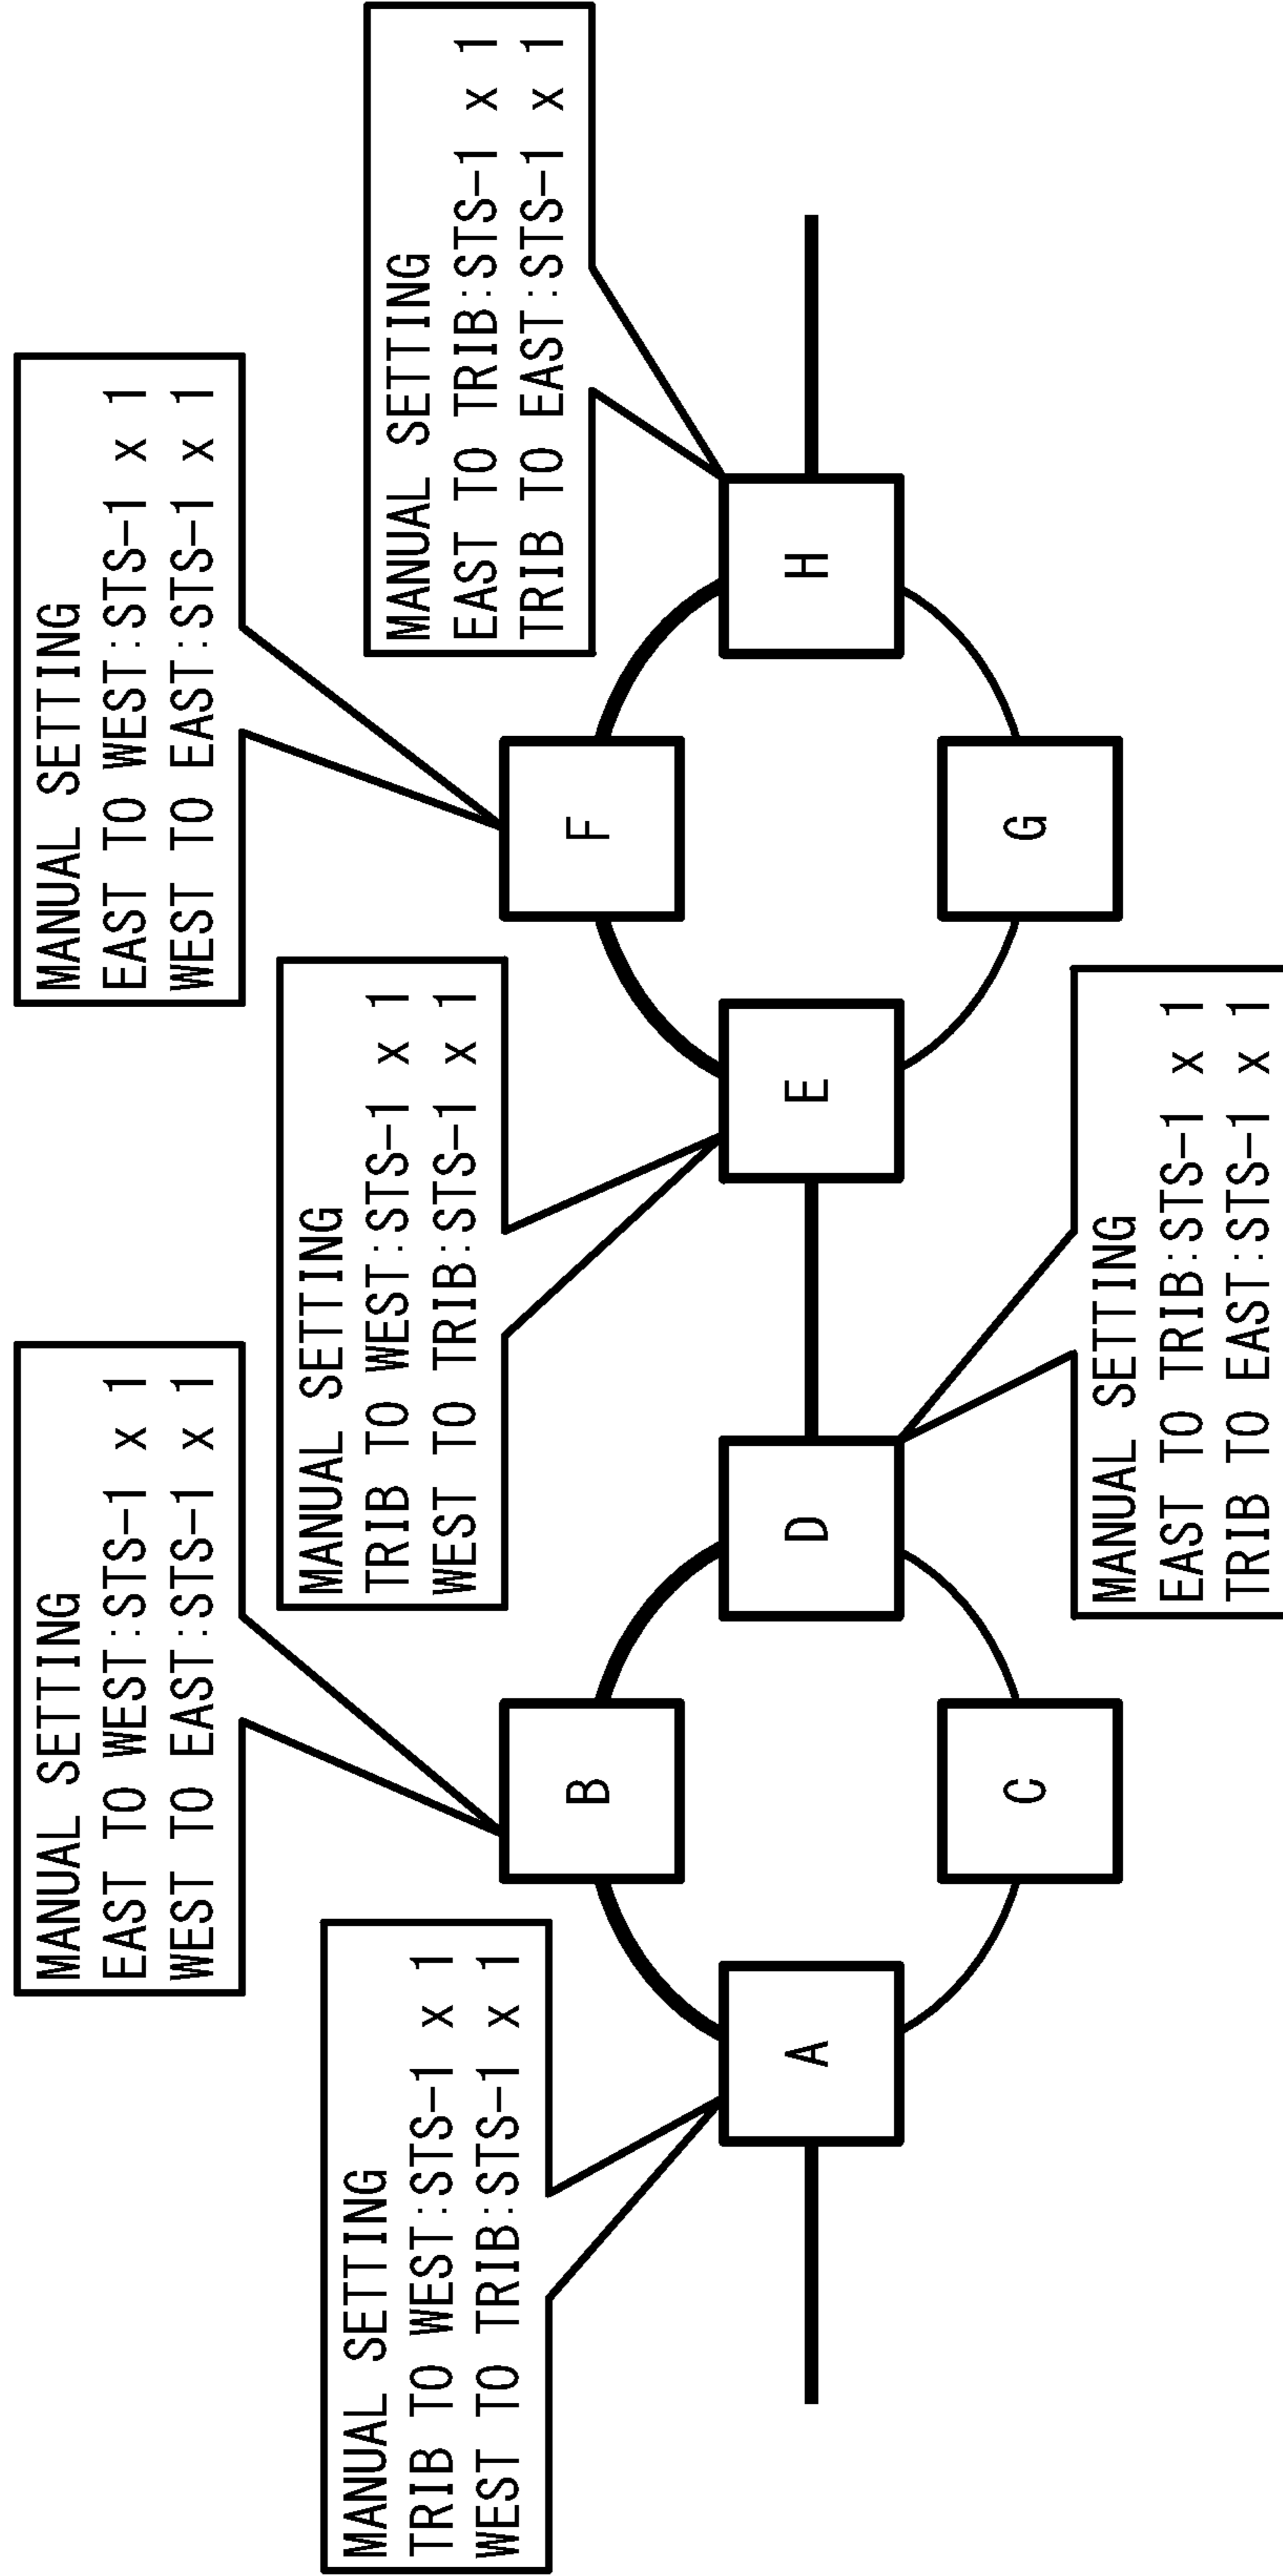 MANUAL SETTING
TRIB TO WEST:STS-1 x 1
WEST TO TRIB:STS-1 x 1
MANUAL SETTING
EAST TO WEST:STS-1 x 1
WEST TO EAST:STS-1 x 1
MANUAL SETTING
TRIB TO WEST:STS-1 x 1
WEST TO TRIB:STS-1 x 1
MANUAL SETTING
EAST TO WEST:STS-1 x 1
WEST TO EAST:STS-1 x 1
MANUAL SETTING
EAST TO TRIB:STS-1 x 1
TRIB TO EAST:STS-1 x 1
B
F
A
D
E
H
C
G
MANUAL SETTING
EAST TO TRIB:STS-1 x 1
TRIB TO EAST:STS-1 x 1